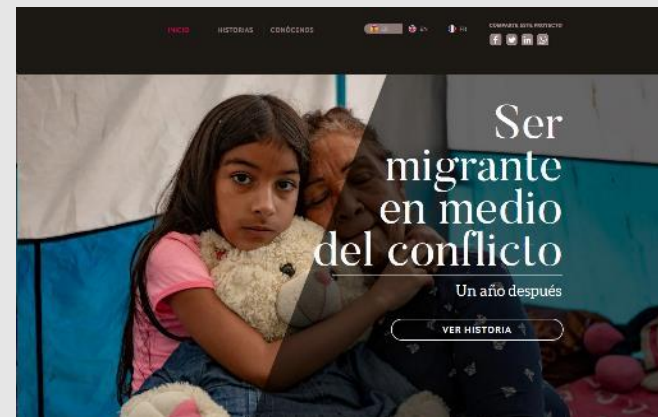 INICIO
HISTORIAS
CONÓCENOS
ES
EN
FR
COMPARTE ESTE PROYECTO
Ser
migrante
en medio
del conflicto
Un año después
VER HISTORIA